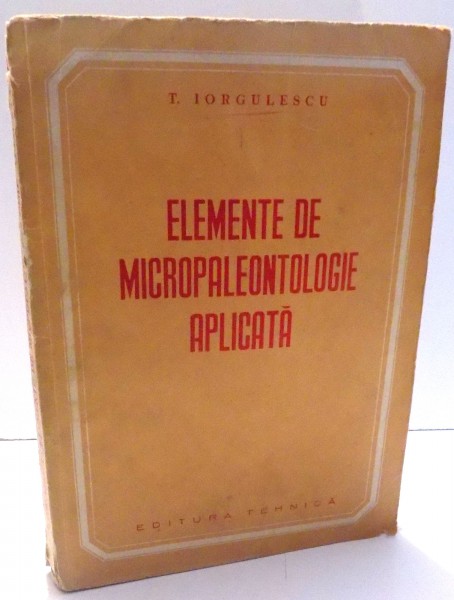 T. IORGULESCU
ELEMENTE DE
MICROPALEONTOLOGIE
APLICATĂ
EDITURA TEHNICĂ